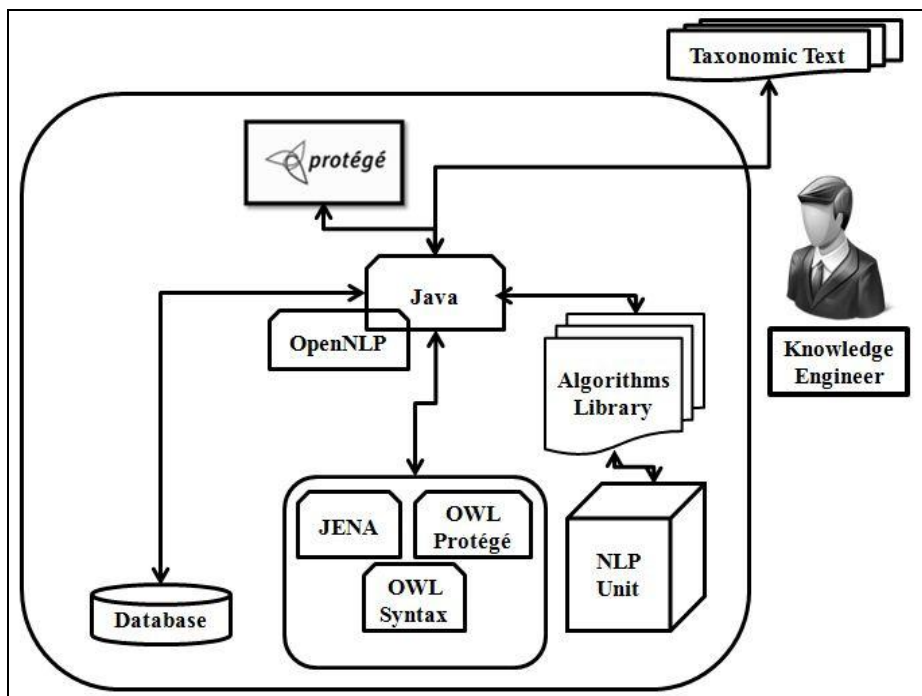 Taxonomic Text
protégé
Java
OpenNLP
Knowledge
Engineer
Algorithms
Library
JENA
OWL
Protégé
OWL
Syntax
NLP
Unit
Database